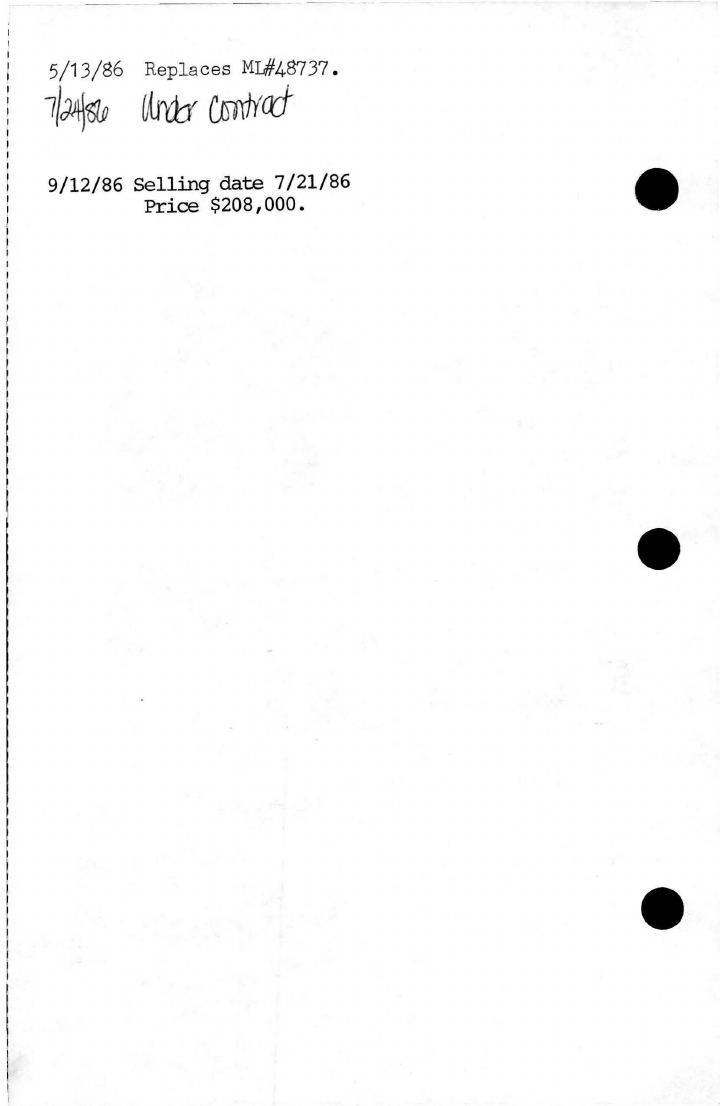 5/13/86 Replaces ML#48737.
7/24/86 Under Contract
9/12/86 Selling date 7/21/86
Price $208,000.